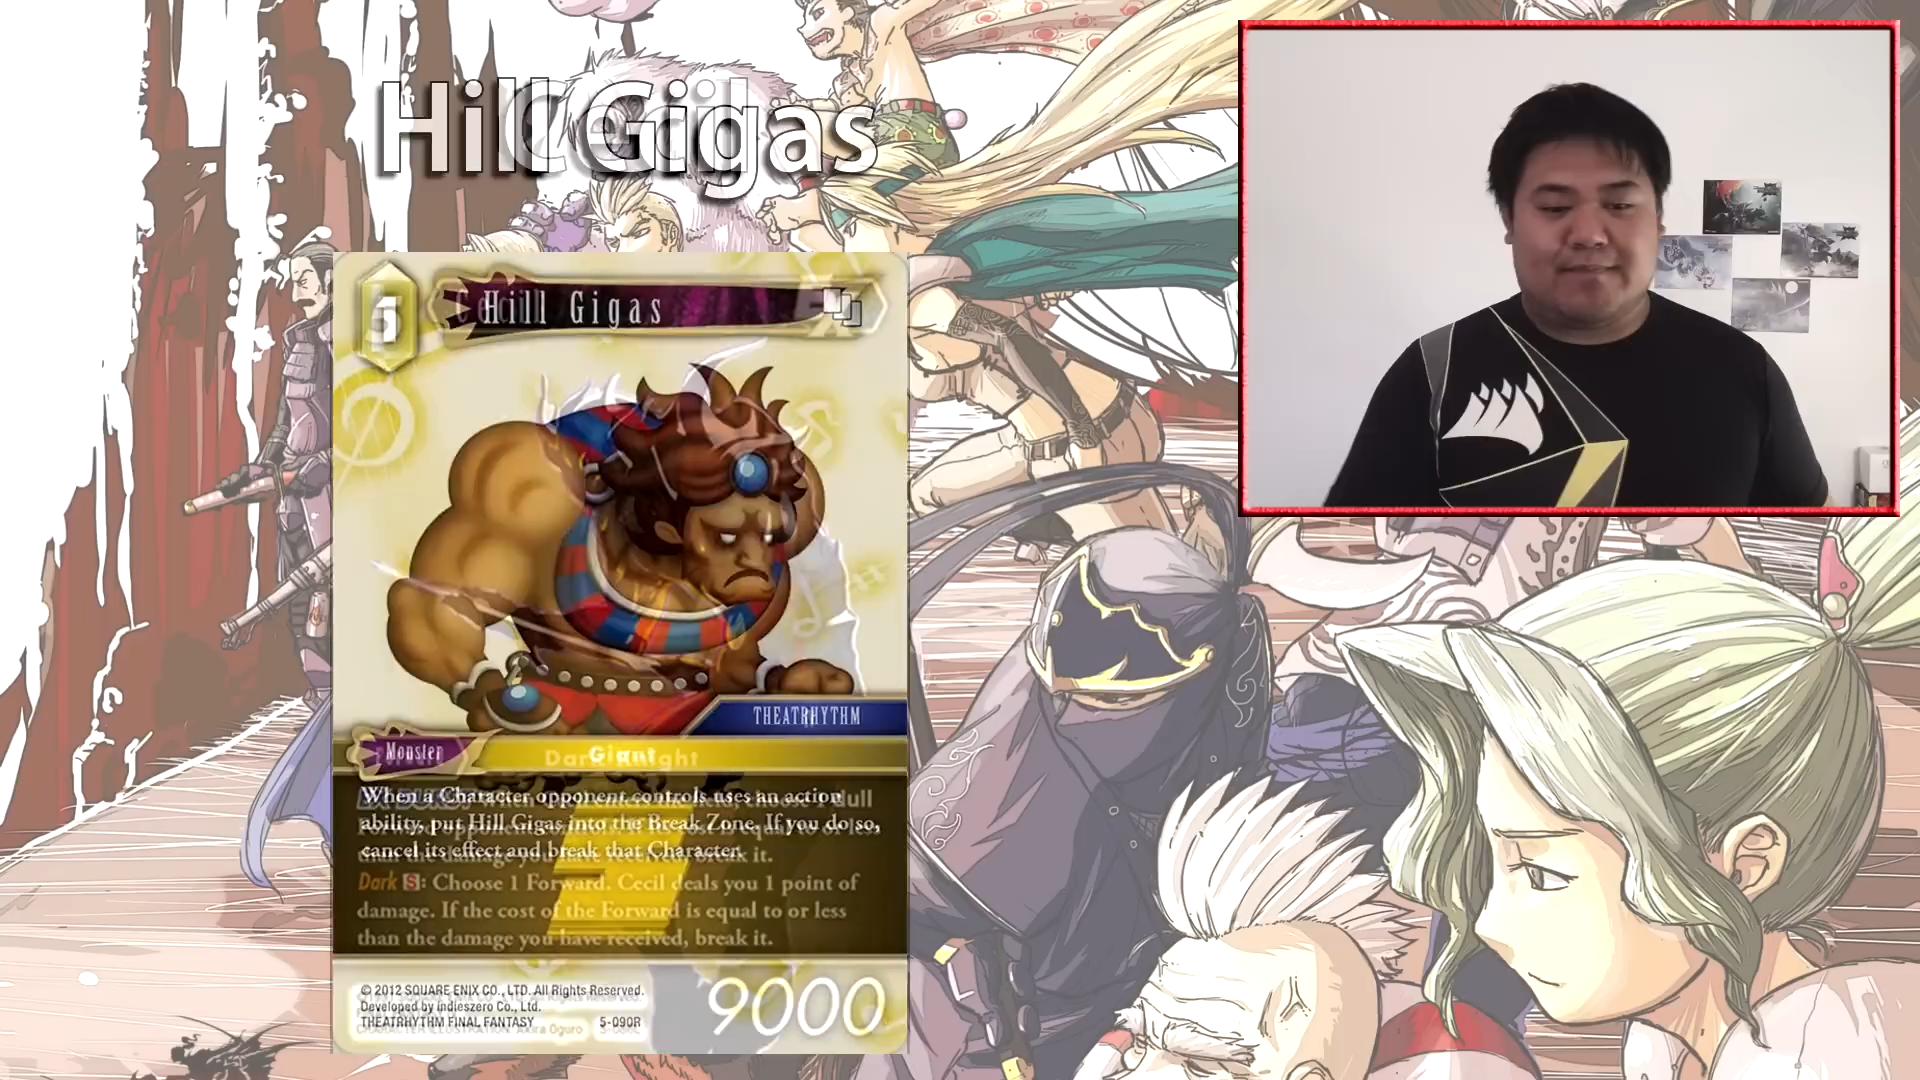 Hill Gigas
Hill Gigas
THEATRHYTHM
Monster
Giant
When a Character opponent controls uses an action
ability, put Hill Gigas into the Break Zone. If you do so,
cancel its effect and break that Character.
Dark S: Choose 1 Forward. Cecil deals you 1 point of
damage. If the cost of the Forward is equal to or less
than the damage you have received, break it.
© 2012 SQUARE ENIX CO., LTD. All Rights Reserved.
Developed by indieszero Co., Ltd.
THEATRHYTHM FINAL FANTASY 5-090R
9000